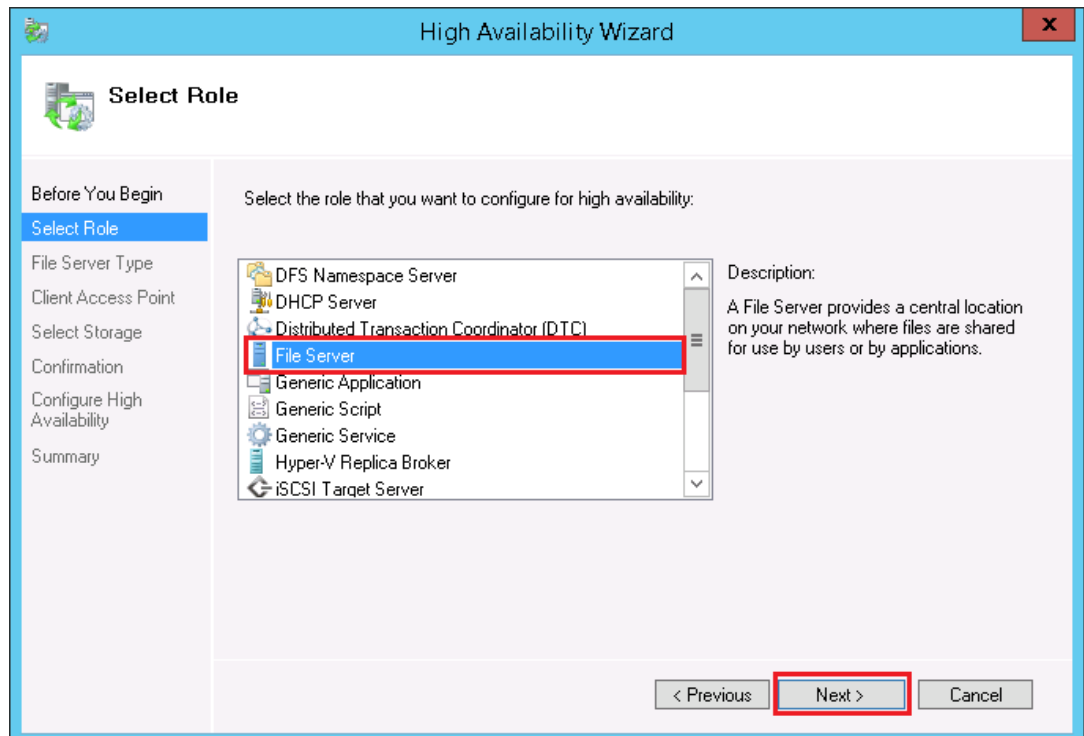 High Availability Wizard
X
Select Role
Before You Begin
Select Role
File Server Type
Client Access Point
Select Storage
Confirmation
Configure High
Availability
Summary
Select the role that you want to configure for high availability:
DFS Namespace Server
DHCP Server
Distributed Transaction Coordinator (DTC)
File Server
Generic Application
Generic Script
Generic Service
Hyper-V Replica Broker
iSCSI Target Server
Description:
A File Server provides a central location
on your network where files are shared
for use by users or by applications.
< Previous
Next >
Cancel